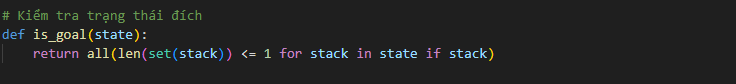 # Kiểm tra trạng thái đích
def is_goal(state):
    return all(len(set(stack)) <= 1 for stack in state if stack)